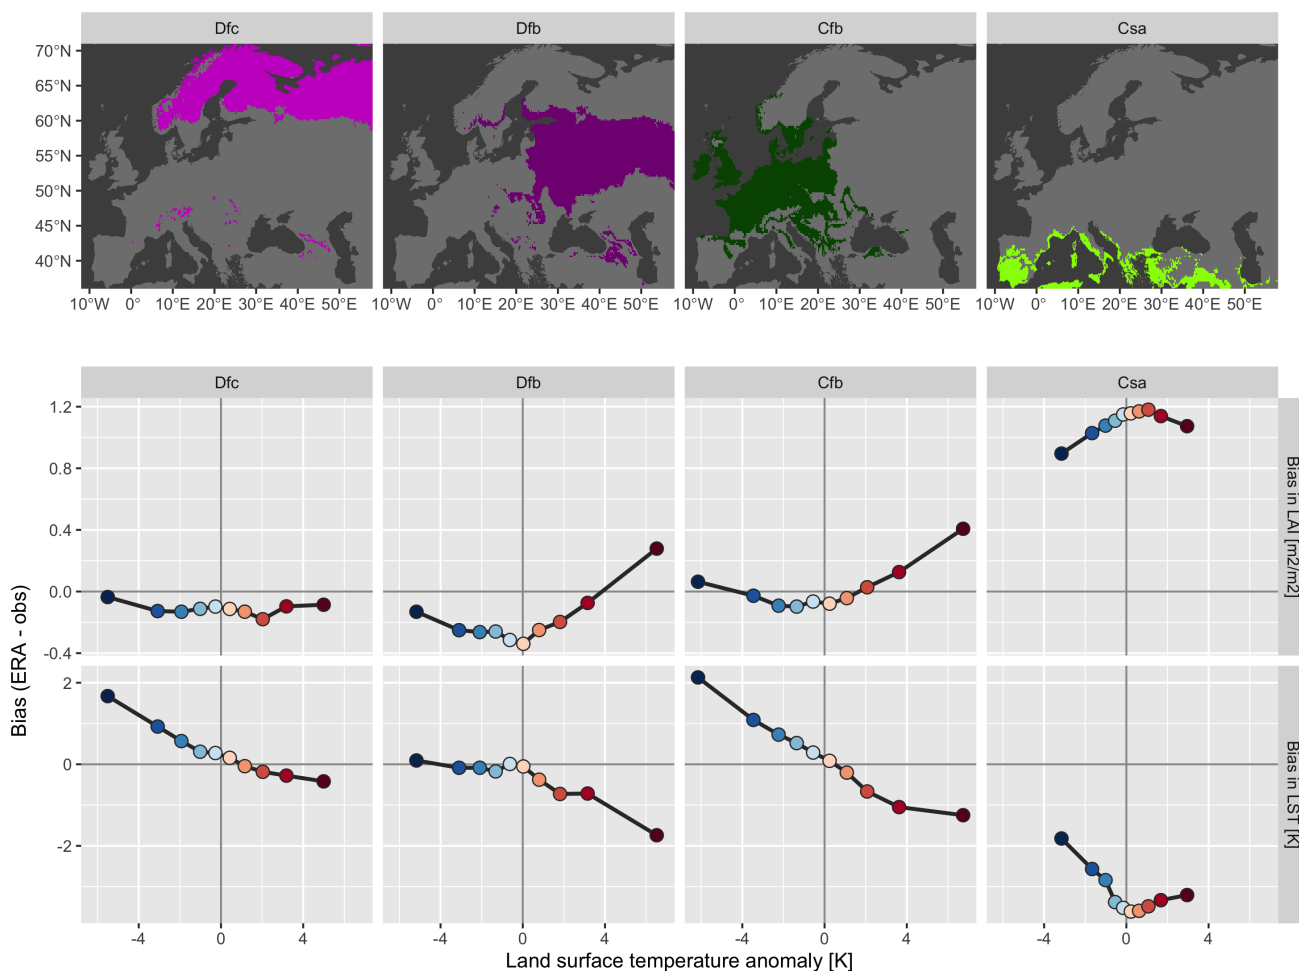 Dfc Dfb Cfb Csa
70°N
65°N
60°N
55°N
50°N
45°N
40°N
10°W 0° 10°E 20°E 30°E 40°E 50°E 10°W 0° 10°E 20°E 30°E 40°E 50°E 10°W 0° 10°E 20°E 30°E 40°E 50°E 10°W 0° 10°E 20°E 30°E 40°E 50°E
Dfc Dfb Cfb Csa
1.2
0.8
0.4
0.0
-0.4
Bias in LAI [m2/m2]
Bias (ERA - obs)
2
0
-2
Bias in LST [K]
-4 0 4 -4 0 4 -4 0 4 -4 0 4
Land surface temperature anomaly [K]